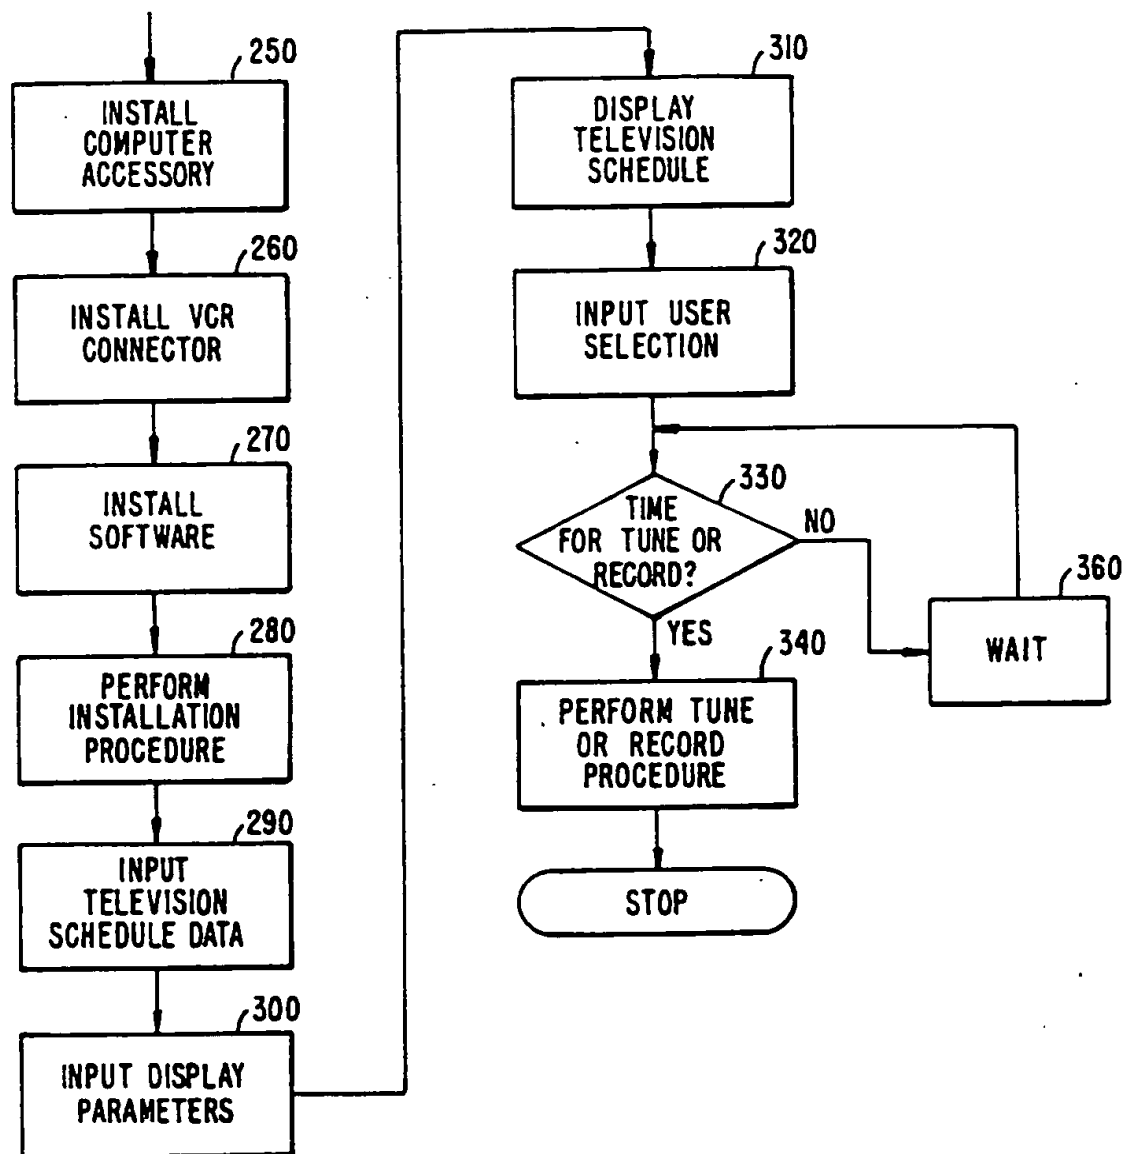 250
INSTALL
COMPUTER
ACCESSORY
260
INSTALL VCR
CONNECTOR
270
INSTALL
SOFTWARE
280
PERFORM
INSTALLATION
PROCEDURE
290
INPUT
TELEVISION
SCHEDULE DATA
300
INPUT DISPLAY
PARAMETERS
310
DISPLAY
TELEVISION
SCHEDULE
320
INPUT USER
SELECTION
330
TIME
FOR TUNE OR
RECORD?
NO
YES
360
WAIT
340
PERFORM TUNE
OR RECORD
PROCEDURE
STOP